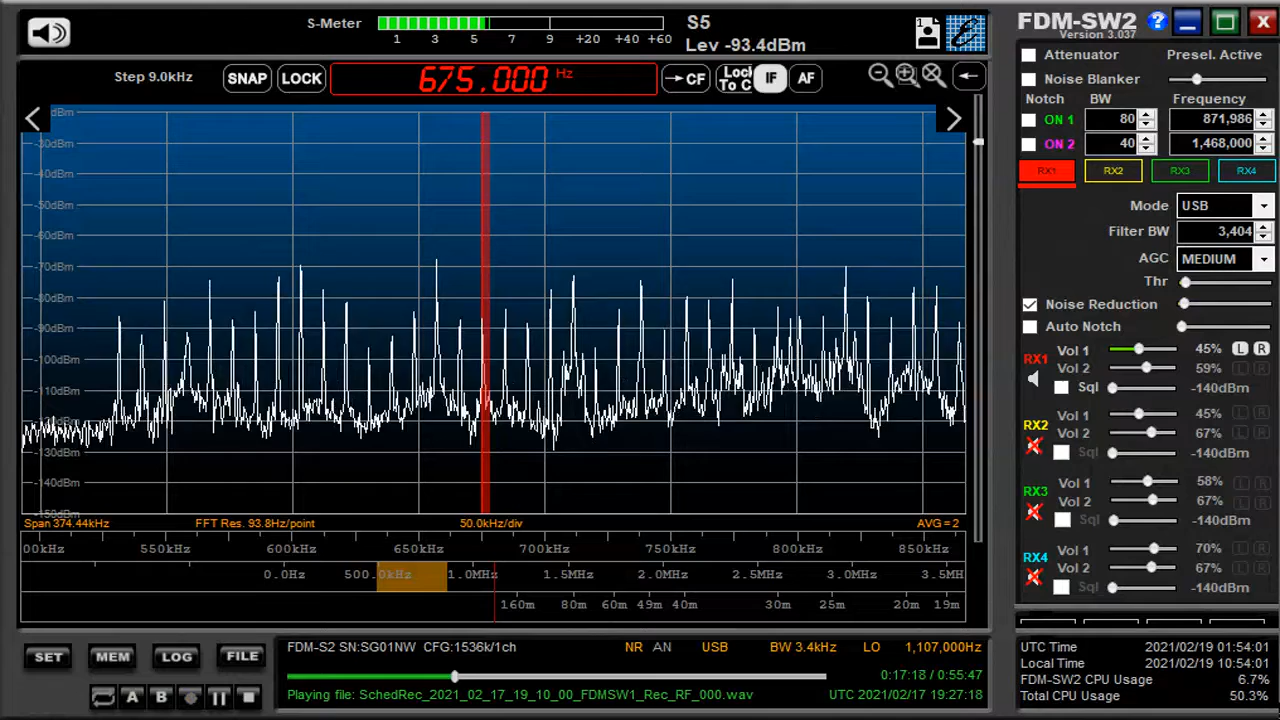 S-Meter
1 3 5 7 9 +20 +40 +60
S5
Lev -93.4dBm
FDM-SW2 ?
Version 3.037
Step 9.0kHz SNAP LOCK 675.000 Hz →CF Lock To C IF AF
Attenuator Presel. Active
Noise Blanker
Notch BW Frequency
ON 1 80 871,986
ON 2 40 1,468,000
RX1 RX2 RX3 RX4
Mode USB
Filter BW 3,404
AGC MEDIUM
Thr
Noise Reduction
Auto Notch
RX1 Vol 1 45% L R
Vol 2 59% L R
Sql -140dBm
RX2 Vol 1 45% L R
Vol 2 67% L R
Sql -140dBm
RX3 Vol 1 58% L R
Vol 2 67% L R
Sql -140dBm
RX4 Vol 1 70% L R
Vol 2 67% L R
Sql -140dBm
dBm
-30dBm
-40dBm
-50dBm
-60dBm
-70dBm
-80dBm
-90dBm
-100dBm
-110dBm
-120dBm
-130dBm
-140dBm
-150dBm
Span 374.44kHz FFT Res. 93.8Hz/point 50.0kHz/div AVG = 2
00kHz 550kHz 600kHz 650kHz 700kHz 750kHz 800kHz 850kHz
0.0Hz 500.0kHz 1.0MHz 1.5MHz 2.0MHz 2.5MHz 3.0MHz 3.5MH
160m 80m 60m 49m 40m 30m 25m 20m 19m
SET MEM LOG FILE
A B
FDM-S2 SN:SG01NW CFG:1536k/1ch NR AN USB BW 3.4kHz LO 1,107,000Hz
0:17:18 / 0:55:47
Playing file: SchedRec_2021_02_17_19_10_00_FDMSW1_Rec_RF_000.wav UTC 2021/02/17 19:27:18
UTC Time 2021/02/19 01:54:01
Local Time 2021/02/19 10:54:01
FDM-SW2 CPU Usage 6.7%
Total CPU Usage 50.3%